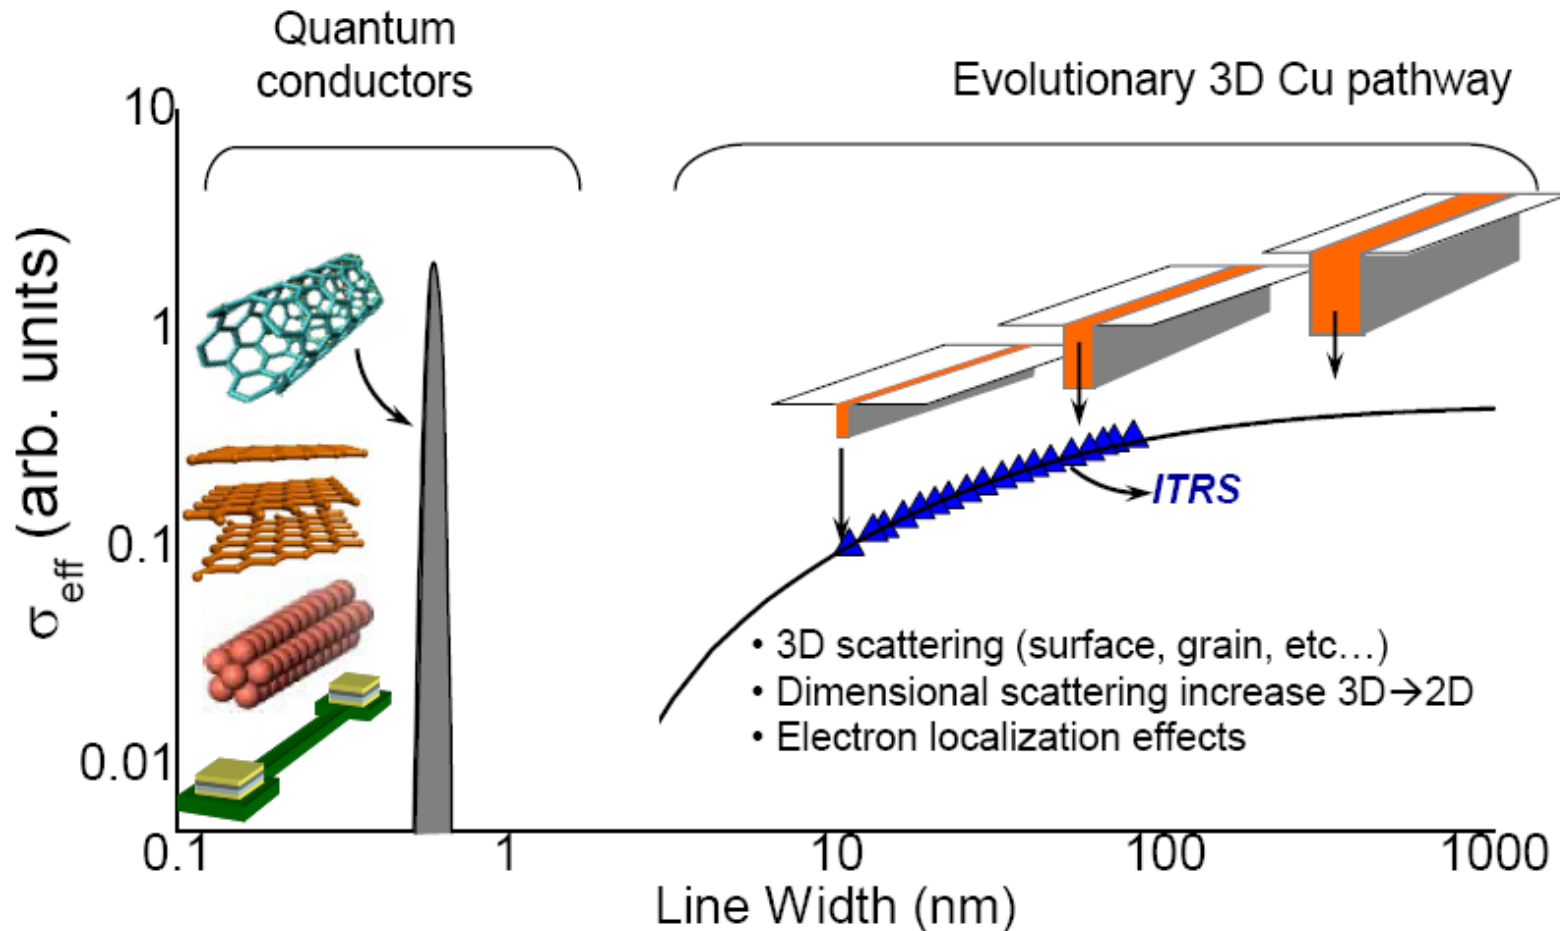 Quantum
conductors
Evolutionary 3D Cu pathway
10
1
0.1
0.01
σeff (arb. units)
ITRS
• 3D scattering (surface, grain, etc…)
• Dimensional scattering increase 3D→2D
• Electron localization effects
0.1 1 10 100 1000
Line Width (nm)